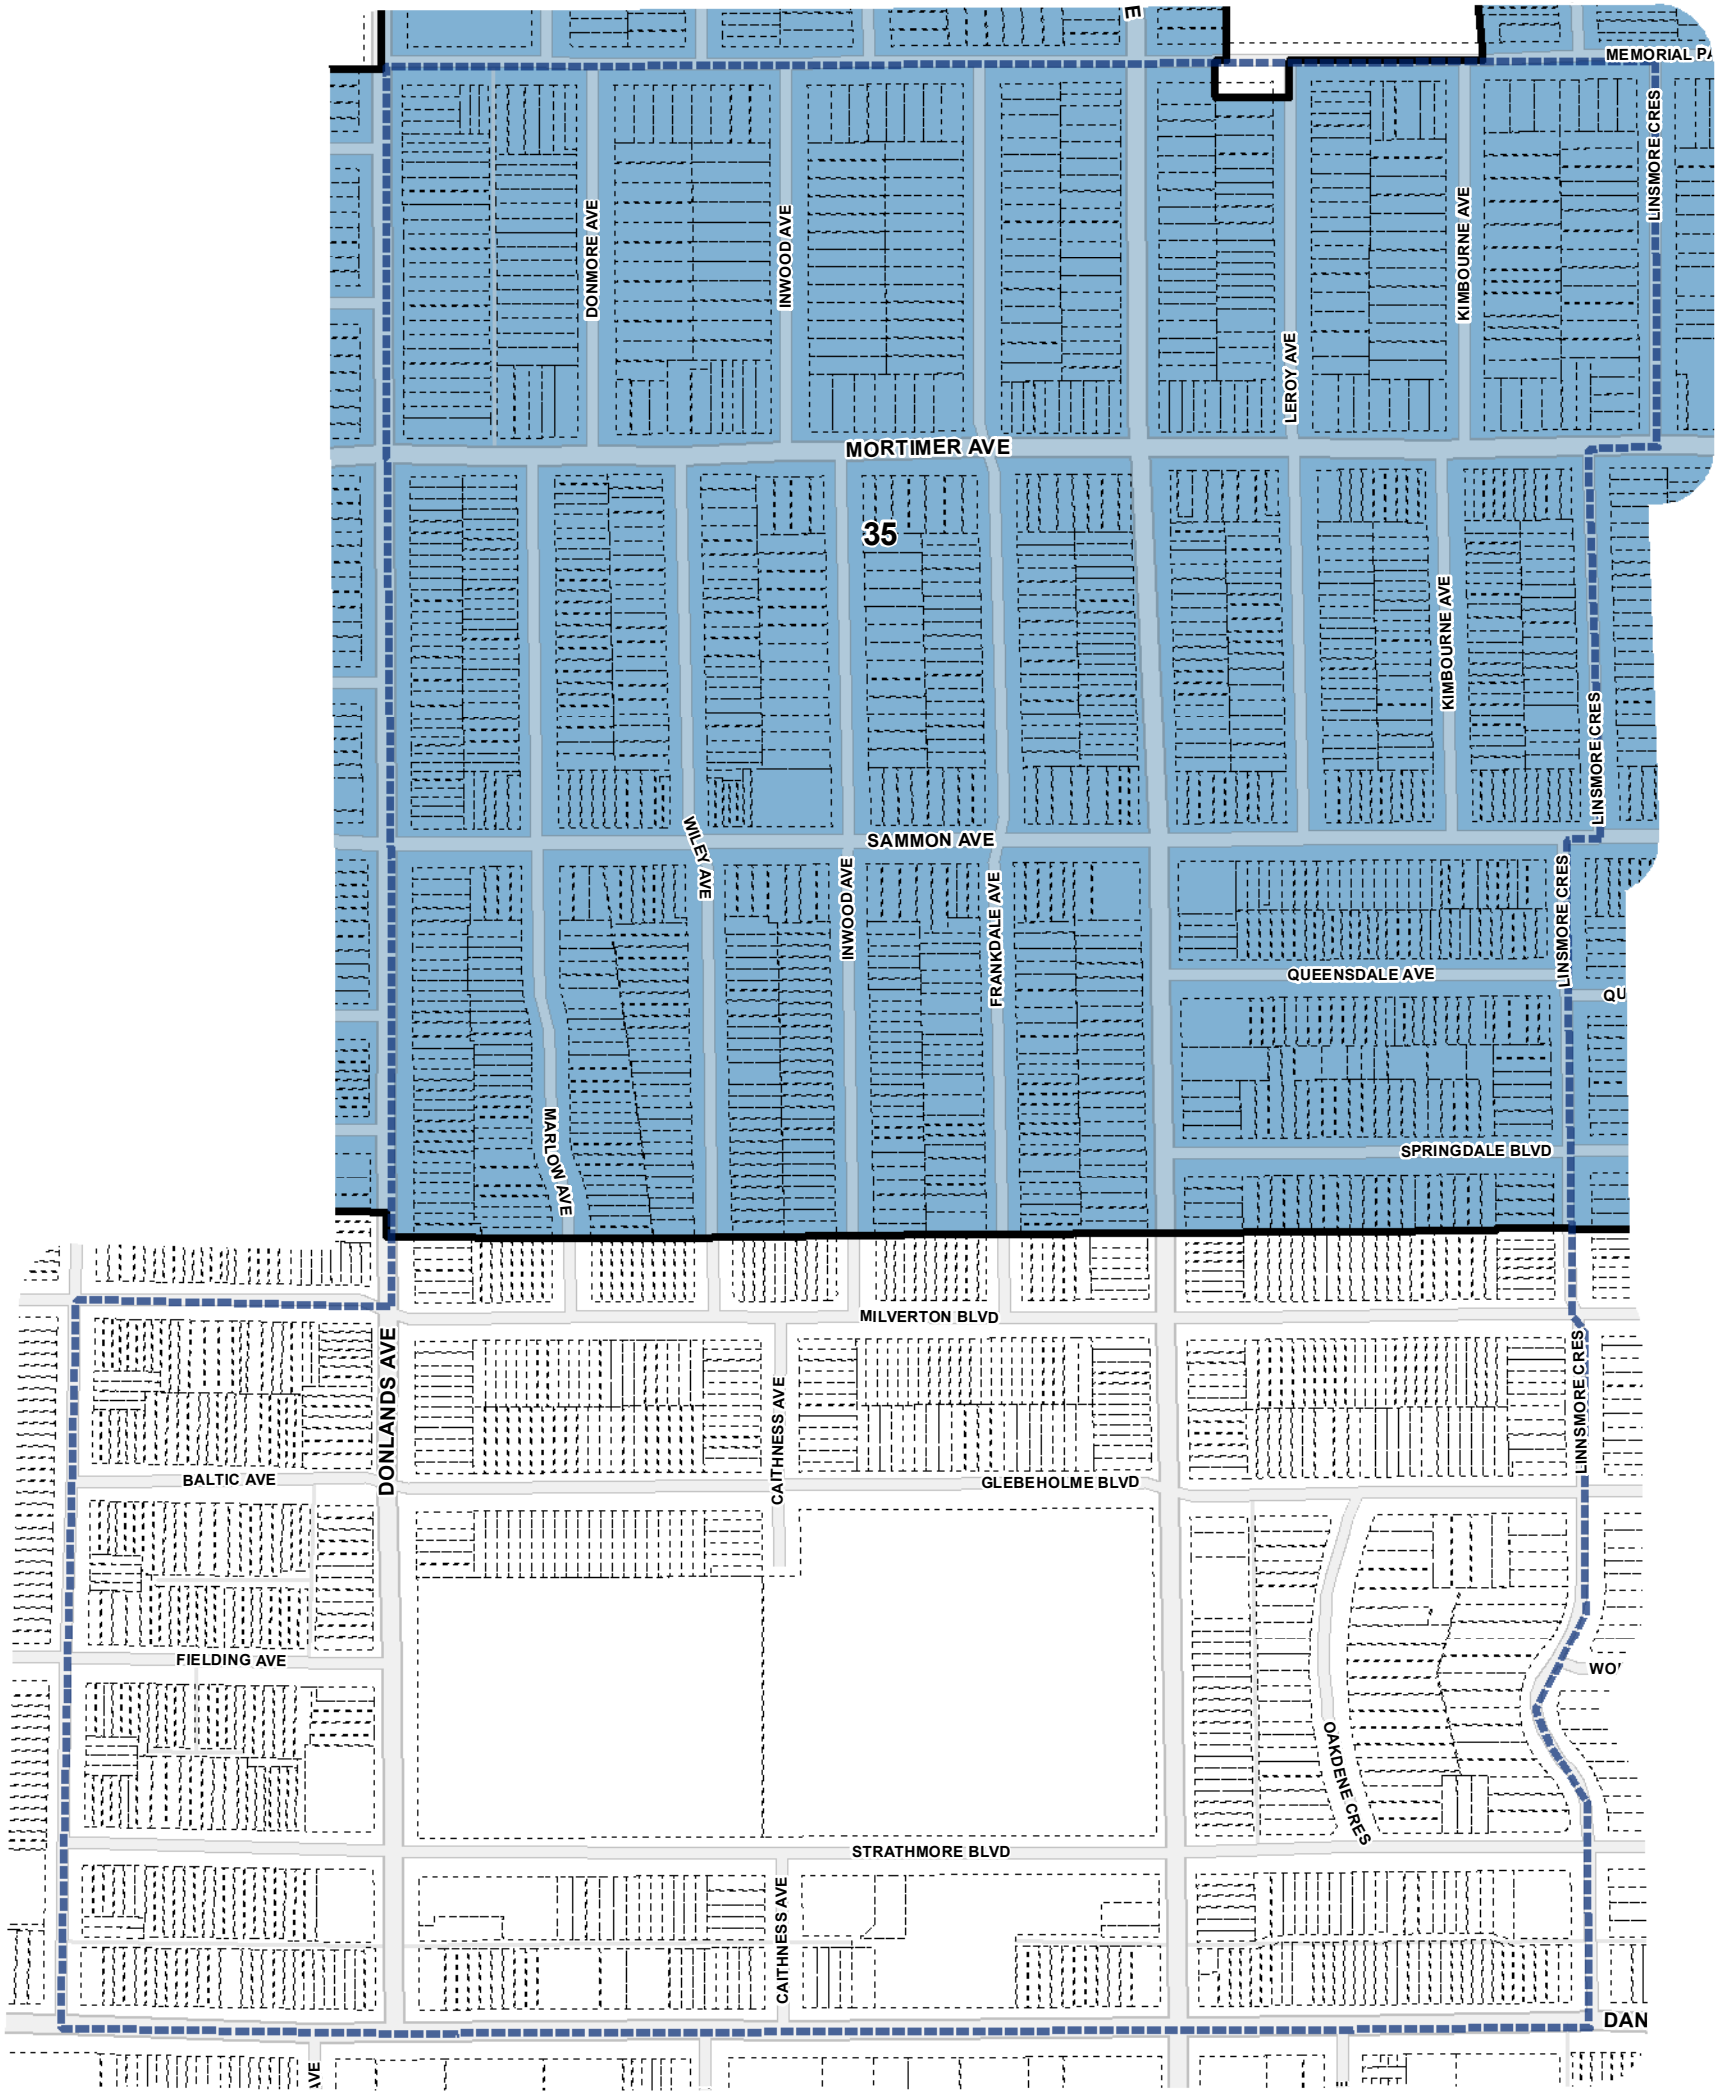 E
MEMORIAL PA
LINSMORE CRES
DONMORE AVE
INWOOD AVE
KIMBOURNE AVE
LEROY AVE
MORTIMER AVE
35
KIMBOURNE AVE
LINSMORE CRES
WILEY AVE
SAMMON AVE
INWOOD AVE
FRANKDALE AVE
LINSMORE CRES
QUEENSDALE AVE
QU
MARLOW AVE
SPRINGDALE BLVD
MILVERTON BLVD
DONLANDS AVE
CAITHNESS AVE
LINNSMORE CRES
BALTIC AVE
GLEBEHOLME BLVD
FIELDING AVE
WO
OAKDENE CRES
STRATHMORE BLVD
CAITHNESS AVE
DAN
AVE